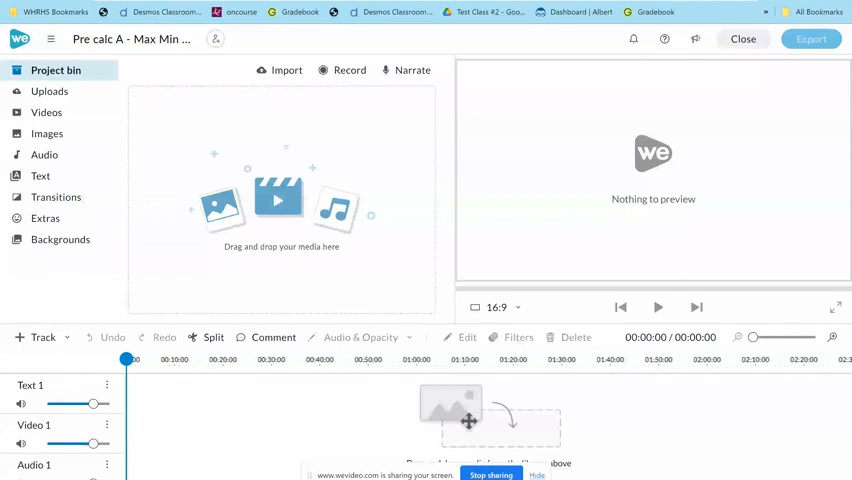 WHRHS Bookmarks Desmos Classroom... oncourse Gradebook Desmos Classroom... Test Class #2 - Goo... Dashboard | Albert Gradebook » All Bookmarks
we Pre calc A - Max Min ... Close Export
Project bin Import Record Narrate
Uploads
Videos
Images
Audio
Text
Transitions
Extras
Backgrounds
Drag and drop your media here
we
Nothing to preview
16:9
Track Undo Redo Split Comment Audio & Opacity Edit Filters Delete 00:00:00 / 00:00:00
:00 00:10:00 00:20:00 00:30:00 00:40:00 00:50:00 01:00:00 01:10:00 01:20:00 01:30:00 01:40:00 01:50:00 02:00:00 02:10:00 02:20:00 02:3
Text 1
Video 1
Audio 1
above
www.wevideo.com is sharing your screen. Stop sharing Hide